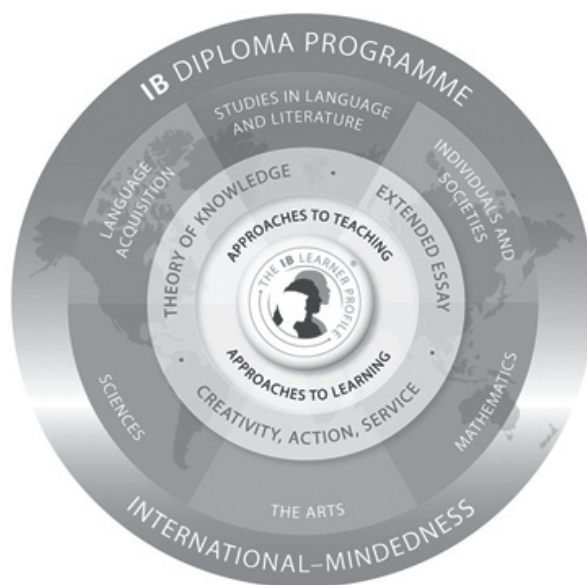 IB DIPLOMA PROGRAMME
STUDIES IN LANGUAGE
AND LITERATURE
LANGUAGE
ACQUISITION
INDIVIDUALS AND
SOCIETIES
THEORY OF KNOWLEDGE
EXTENDED ESSAY
APPROACHES TO TEACHING
THE IB LEARNER PROFILE
®
APPROACHES TO LEARNING
CREATIVITY, ACTION, SERVICE
SCIENCES
MATHEMATICS
THE ARTS
INTERNATIONAL–MINDEDNESS